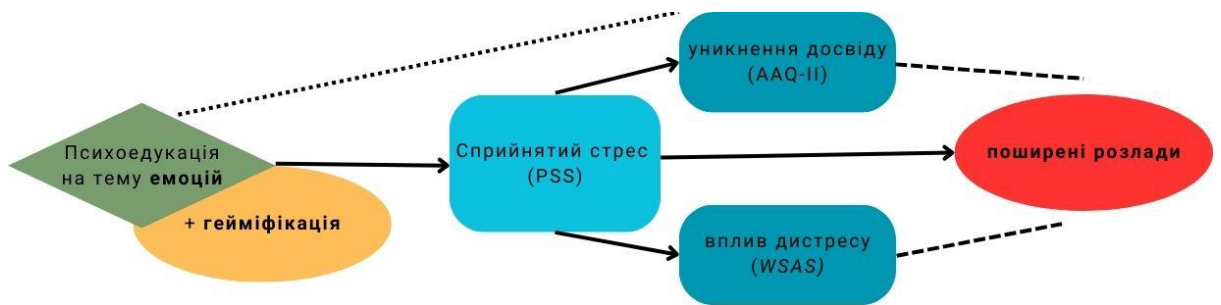 Психоедукація
на тему емоцій
+ гейміфікація
Сприйнятий стрес
(PSS)
уникнення досвіду
(AAQ-II)
вплив дистресу
(WSAS)
поширені розлади